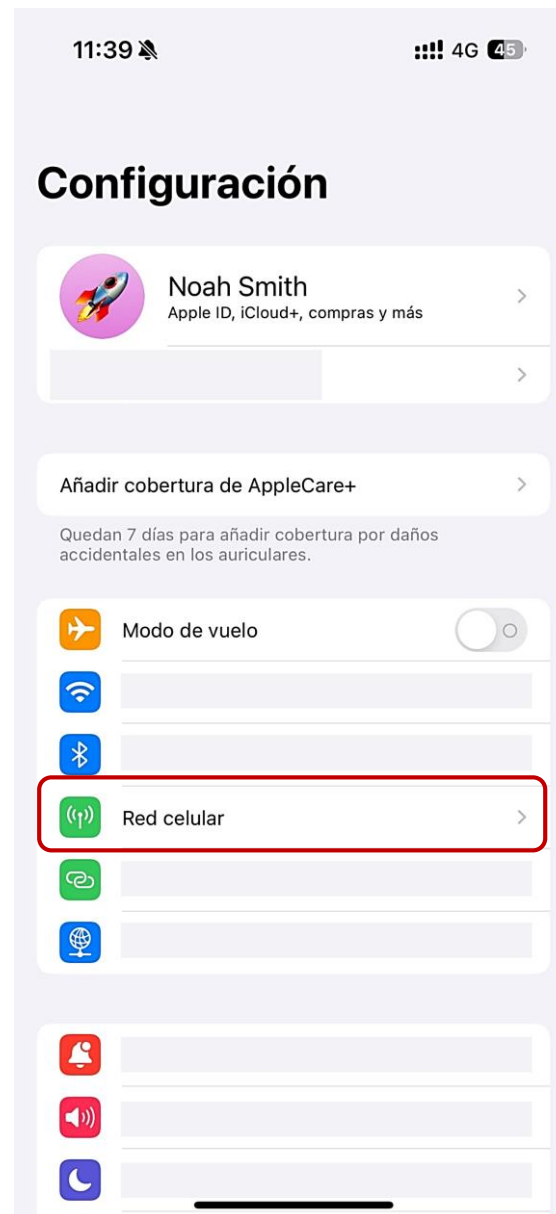 11:39
4G 45
Configuración
Noah Smith
Apple ID, iCloud+, compras y más
Añadir cobertura de AppleCare+
Quedan 7 días para añadir cobertura por daños
accidentales en los auriculares.
Modo de vuelo
Red celular